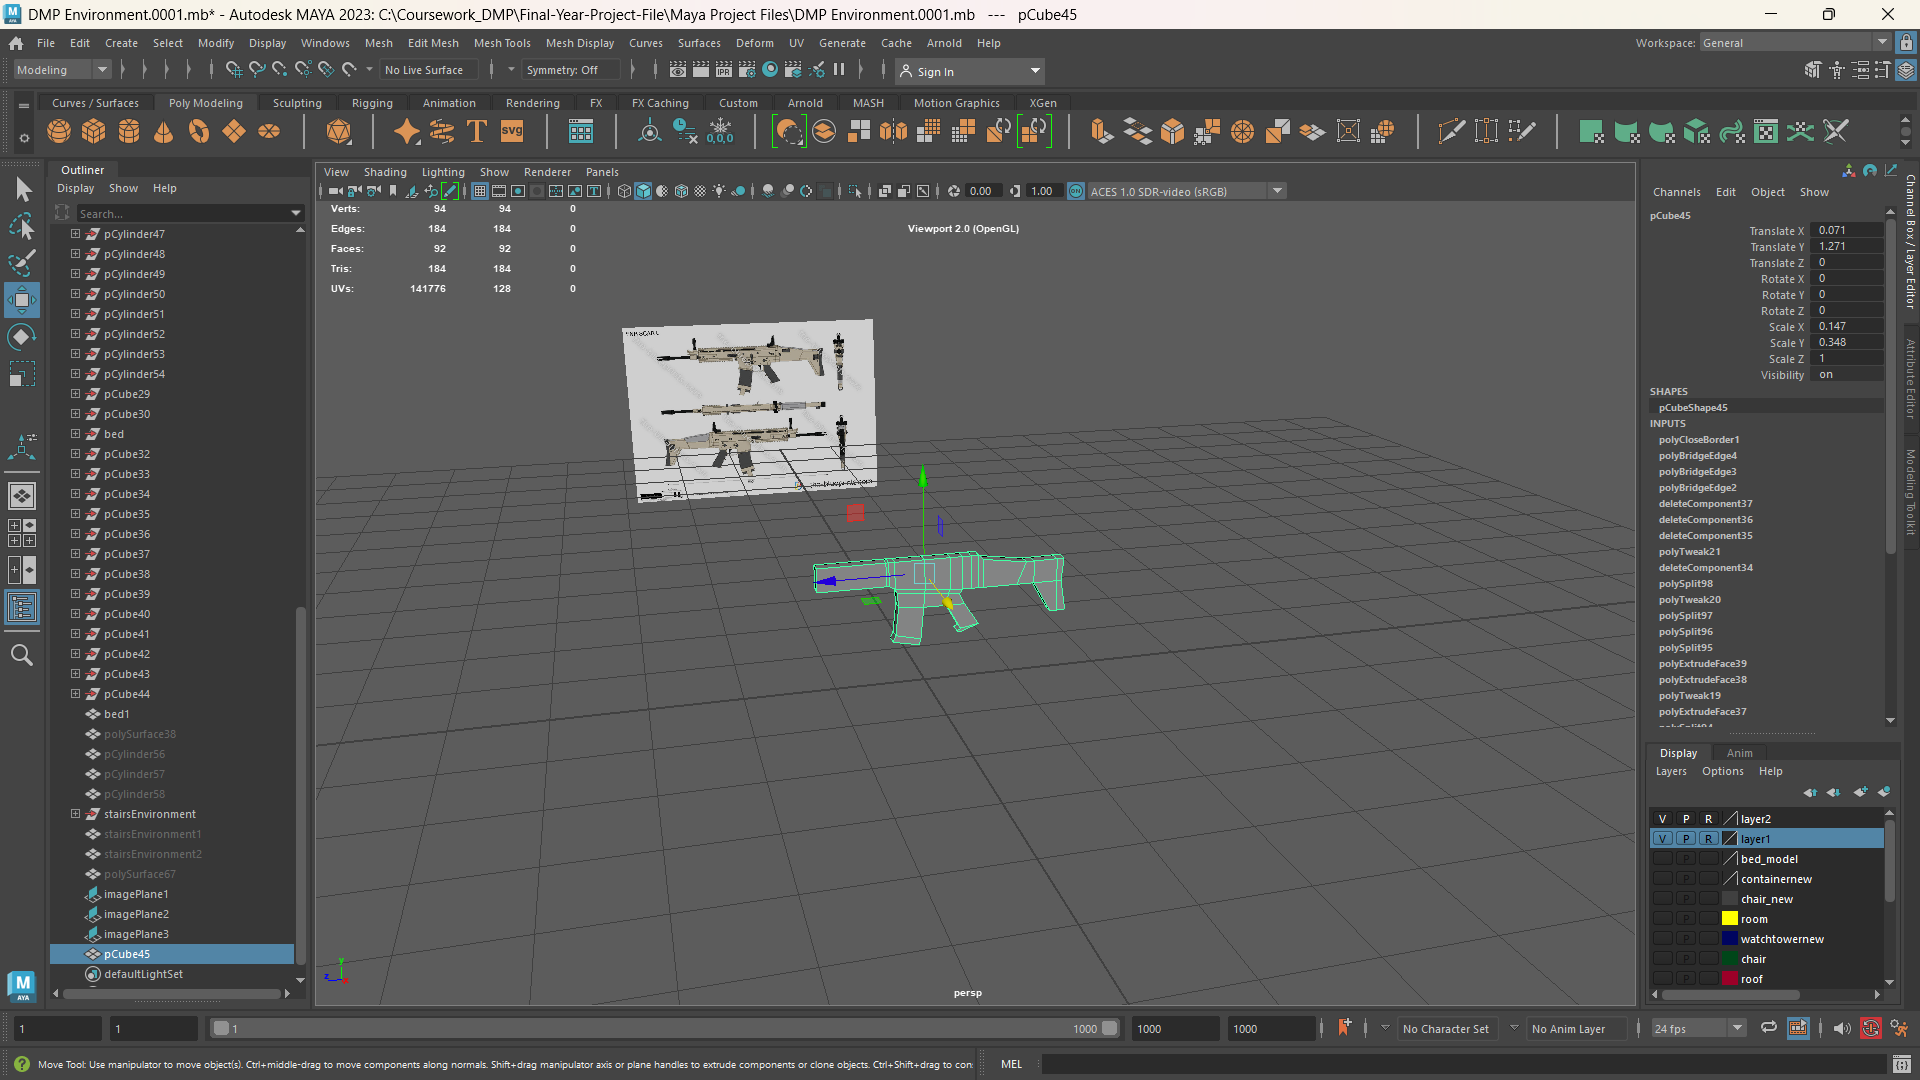 DMP Environment.0001.mb* - Autodesk MAYA 2023: C:\Coursework_DMP\Final-Year-Project-File\Maya Project Files\DMP Environment.0001.mb --- pCube45
File Edit Create Select Modify Display Windows Mesh Edit Mesh Mesh Tools Mesh Display Curves Surfaces Deform UV Generate Cache Arnold Help
Workspace: General
Modeling No Live Surface Symmetry: Off Sign In
Curves / Surfaces Poly Modeling Sculpting Rigging Animation Rendering FX FX Caching Custom Arnold MASH Motion Graphics XGen
Outliner
Display Show Help
Search...
pCylinder47
pCylinder48
pCylinder49
pCylinder50
pCylinder51
pCylinder52
pCylinder53
pCylinder54
pCube29
pCube30
bed
pCube32
pCube33
pCube34
pCube35
pCube36
pCube37
pCube38
pCube39
pCube40
pCube41
pCube42
pCube43
pCube44
bed1
polySurface38
pCylinder56
pCylinder57
pCylinder58
stairsEnvironment
stairsEnvironment1
stairsEnvironment2
polySurface67
imagePlane1
imagePlane2
imagePlane3
pCube45
defaultLightSet
View Shading Lighting Show Renderer Panels
0.00 1.00 ACES 1.0 SDR-video (sRGB)
Verts: 94 94 0
Edges: 184 184 0
Faces: 92 92 0
Tris: 184 184 0
UVs: 141776 128 0
Viewport 2.0 (OpenGL)
persp
Channels Edit Object Show
pCube45
Translate X 0.071
Translate Y 1.271
Translate Z 0
Rotate X 0
Rotate Y 0
Rotate Z 0
Scale X 0.147
Scale Y 0.348
Scale Z 1
Visibility on
SHAPES
pCubeShape45
INPUTS
polyCloseBorder1
polyBridgeEdge4
polyBridgeEdge3
polyBridgeEdge2
deleteComponent37
deleteComponent36
deleteComponent35
polyTweak21
deleteComponent34
polySplit98
polyTweak20
polySplit97
polySplit96
polySplit95
polyExtrudeFace39
polyExtrudeFace38
polyTweak19
polyExtrudeFace37
Channel Box / Layer Editor
Attribute Editor
Modeling Toolkit
Display Anim
Layers Options Help
V P R layer2
V P R layer1
P bed_model
P containernew
P chair_new
P room
P watchtowernew
P chair
P roof
1 1 1 1000 1000 1000 No Character Set No Anim Layer 24 fps
Move Tool: Use manipulator to move object(s). Ctrl+middle-drag to move components along normals. Shift+drag manipulator axis or plane handles to extrude components or clone objects. Ctrl+Shift+drag to con
MEL